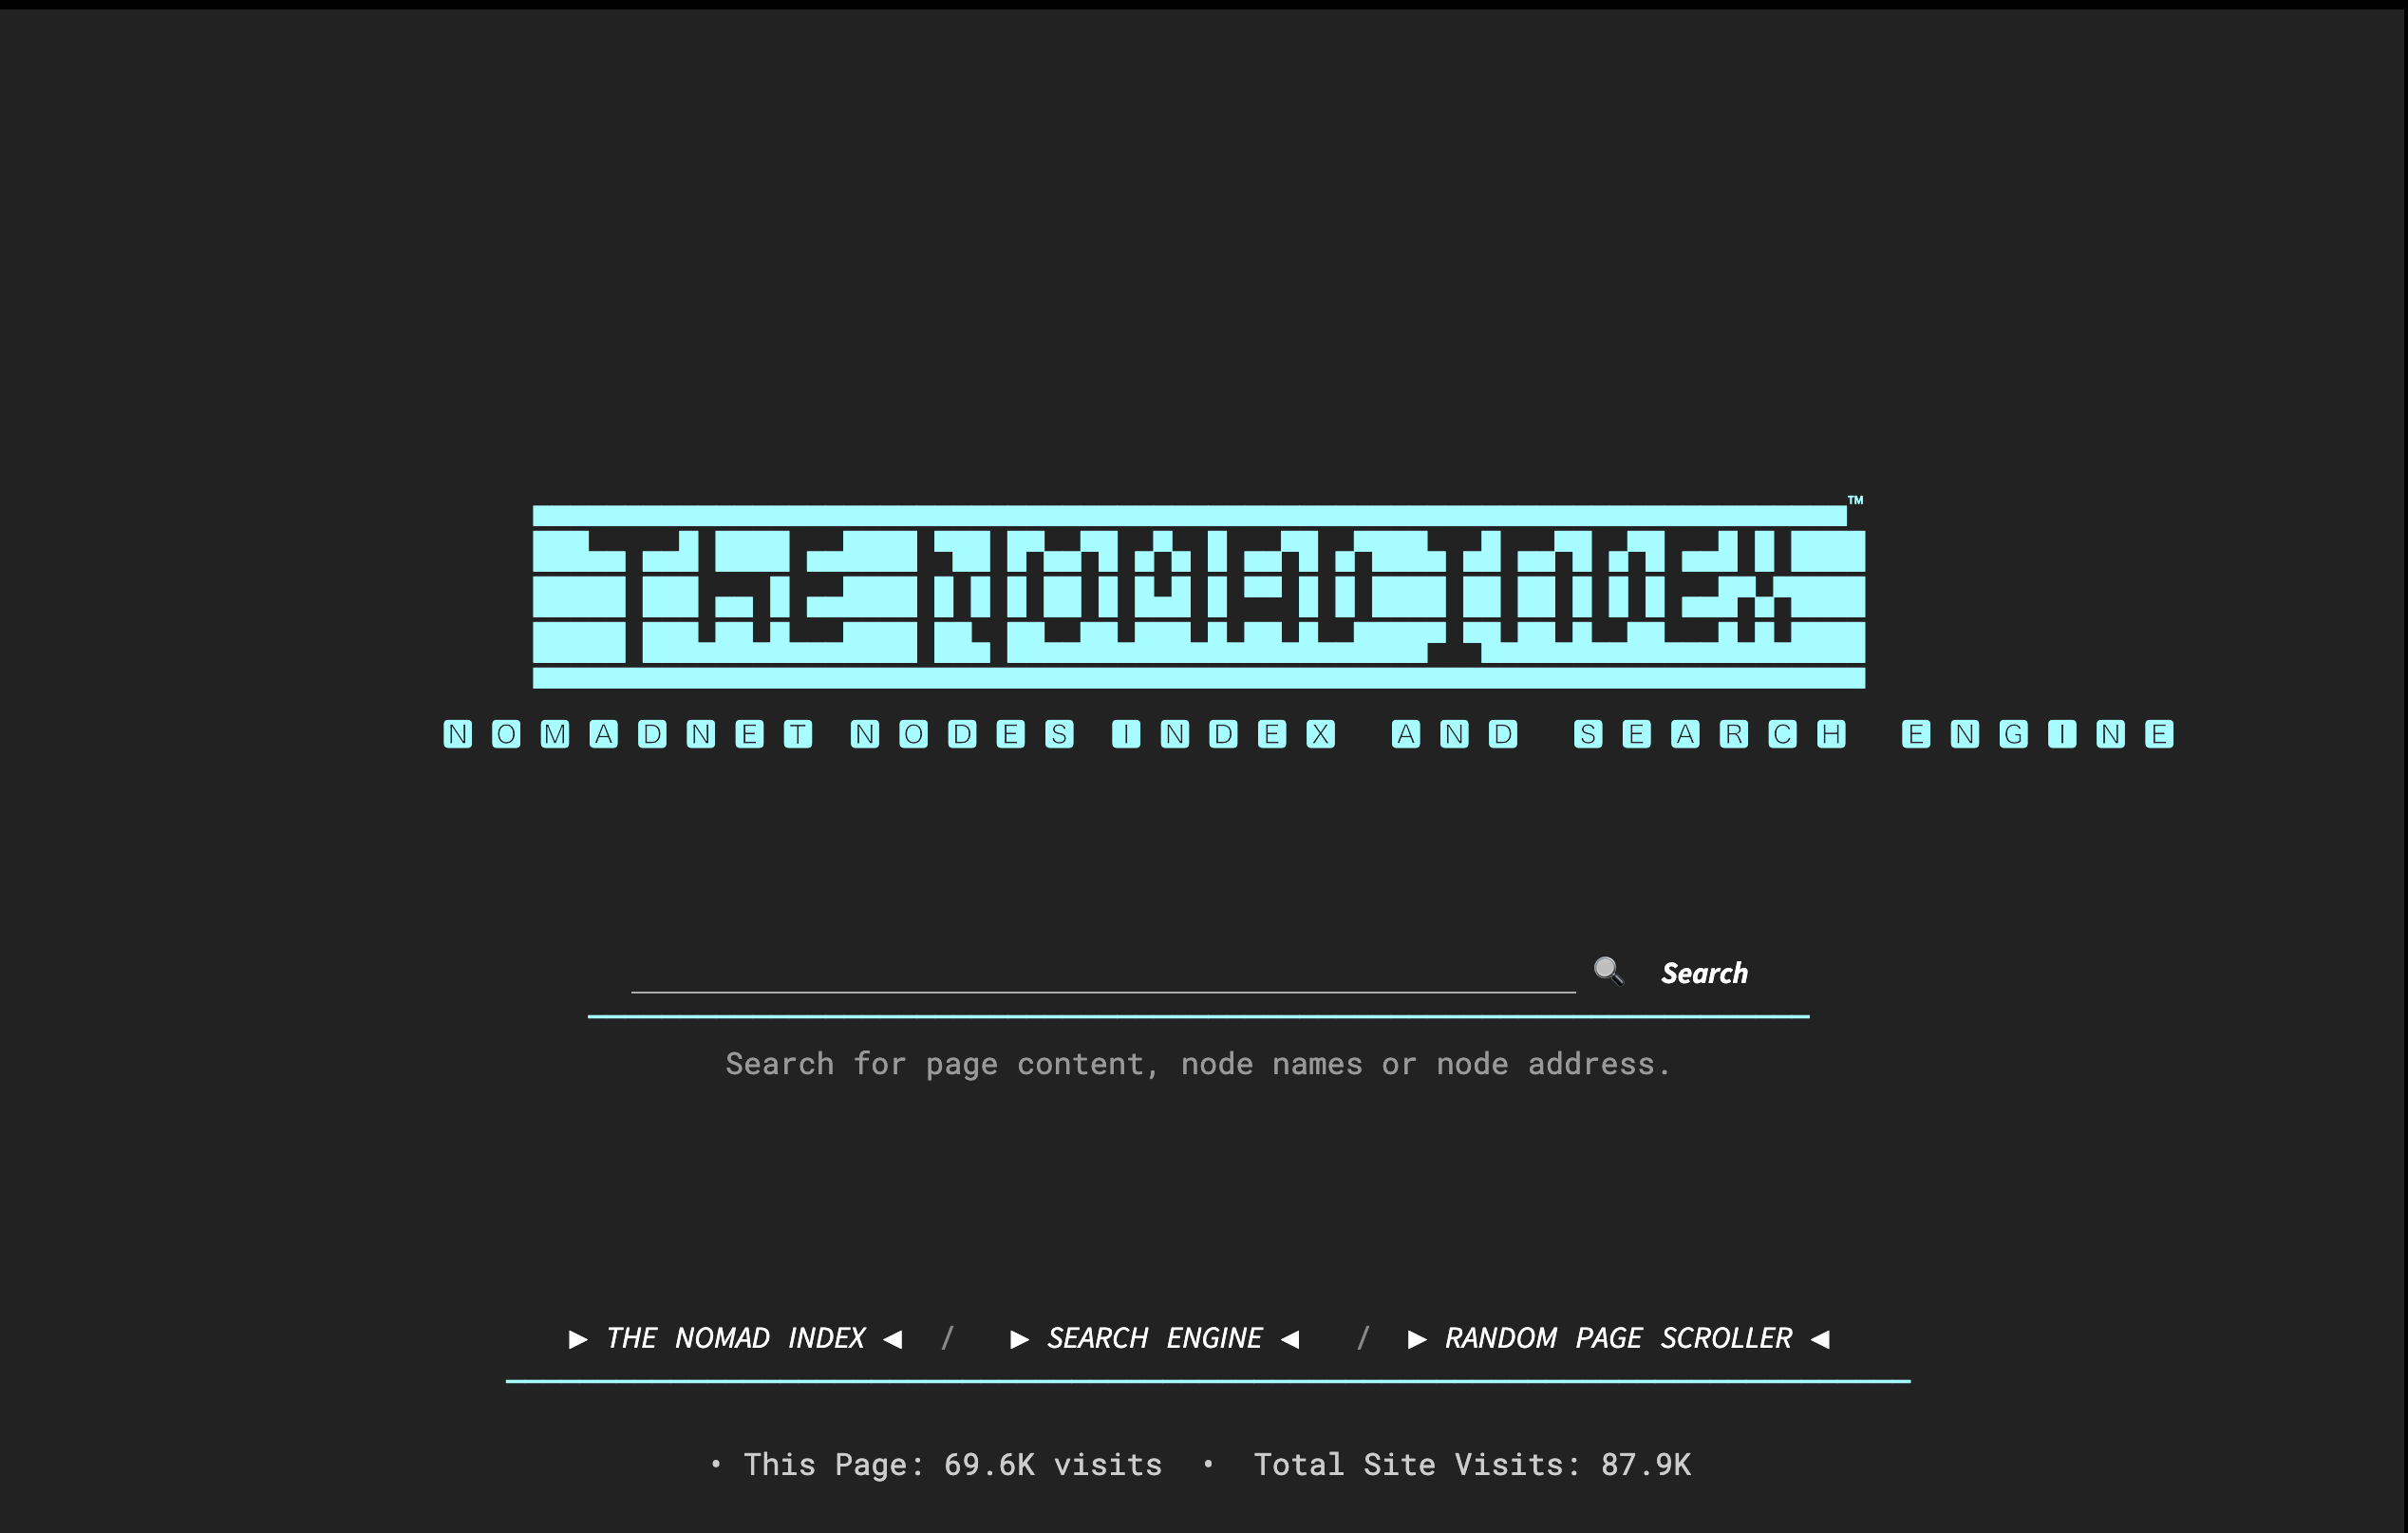 THE NOMAD INDEX™
NOMADNET NODES INDEX AND SEARCH ENGINE
🔍 Search
Search for page content, node names or node address.
▶ THE NOMAD INDEX ◀ / ▶ SEARCH ENGINE ◀ / ▶ RANDOM PAGE SCROLLER ◀
• This Page: 69.6K visits • Total Site Visits: 87.9K